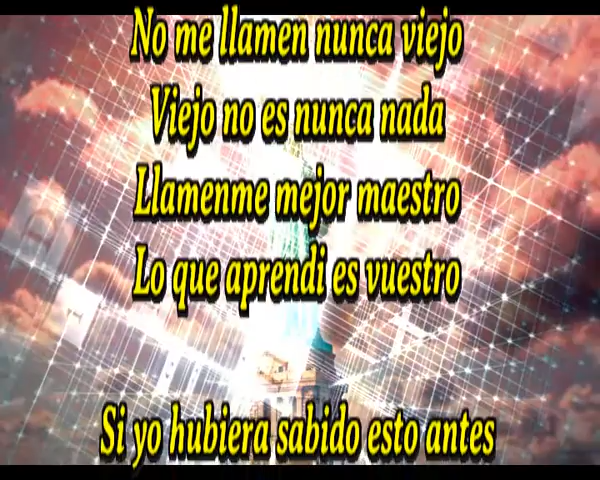 No me llamen nunca viejo
Viejo no es nunca nada
Llamenme mejor maestro
Lo que aprendi es vuestro
Si yo hubiera sabido esto antes